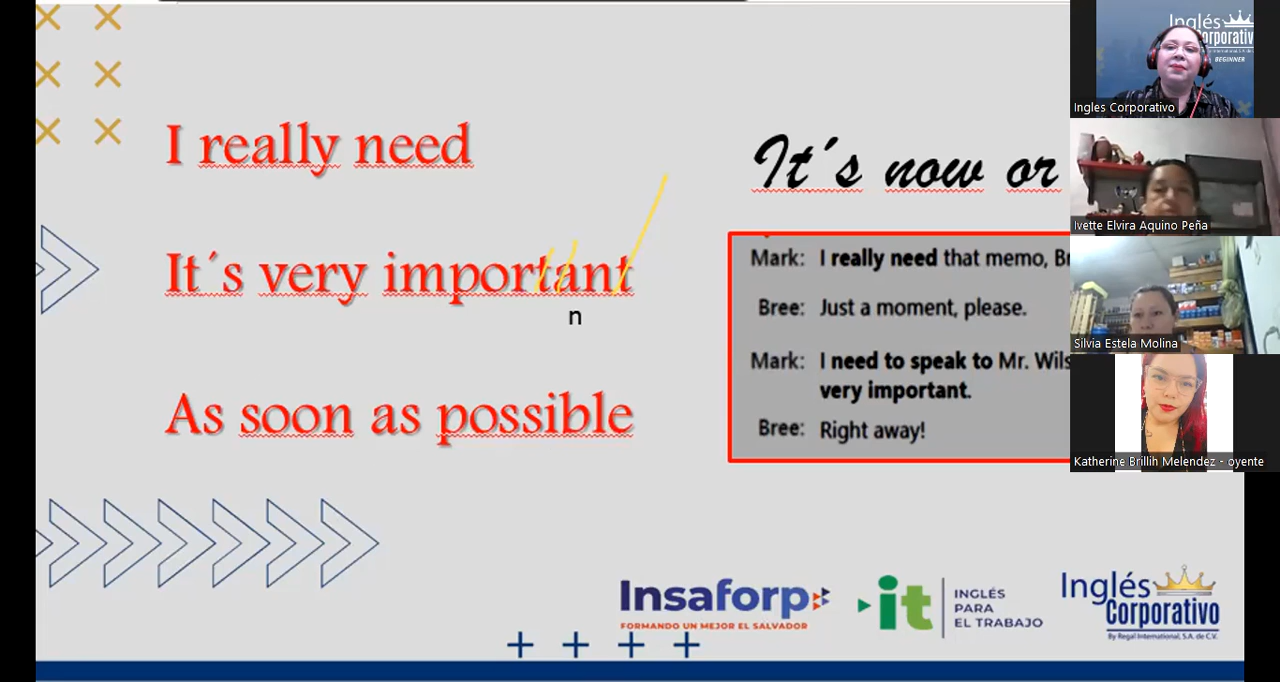 I really need
It´s very important
n
As soon as possible
It´s now or
Mark: I really need that memo, Br
Bree: Just a moment, please.
Mark: I need to speak to Mr. Wils
very important.
Bree: Right away!
Insaforp
FORMANDO UN MEJOR EL SALVADOR
it
INGLÉS
PARA
EL TRABAJO
Inglés
Corporativo
By Regal International, S.A. de C.V.
Inglés
Corporativo
BEGINNER
Ingles Corporativo
Ivette Elvira Aquino Peña
Silvia Estela Molina
Katherine Brillih Melendez - oyente